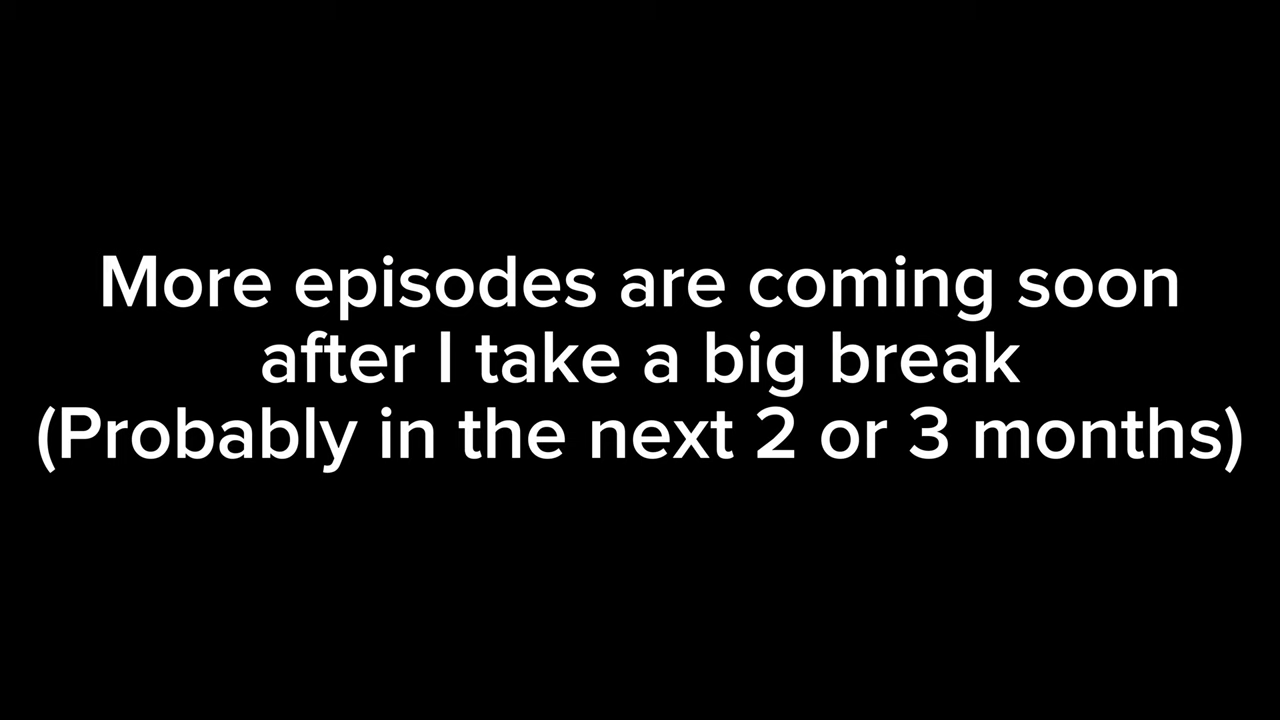 More episodes are coming soon
after I take a big break
(Probably in the next 2 or 3 months)